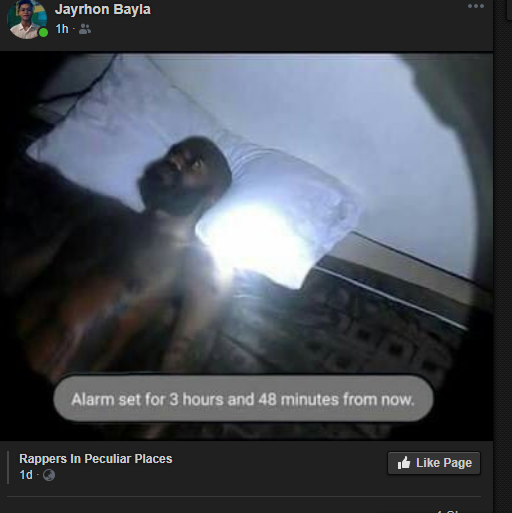 Jayrhon Bayla
1h ·
Alarm set for 3 hours and 48 minutes from now.
Rappers In Peculiar Places
1d ·
Like Page